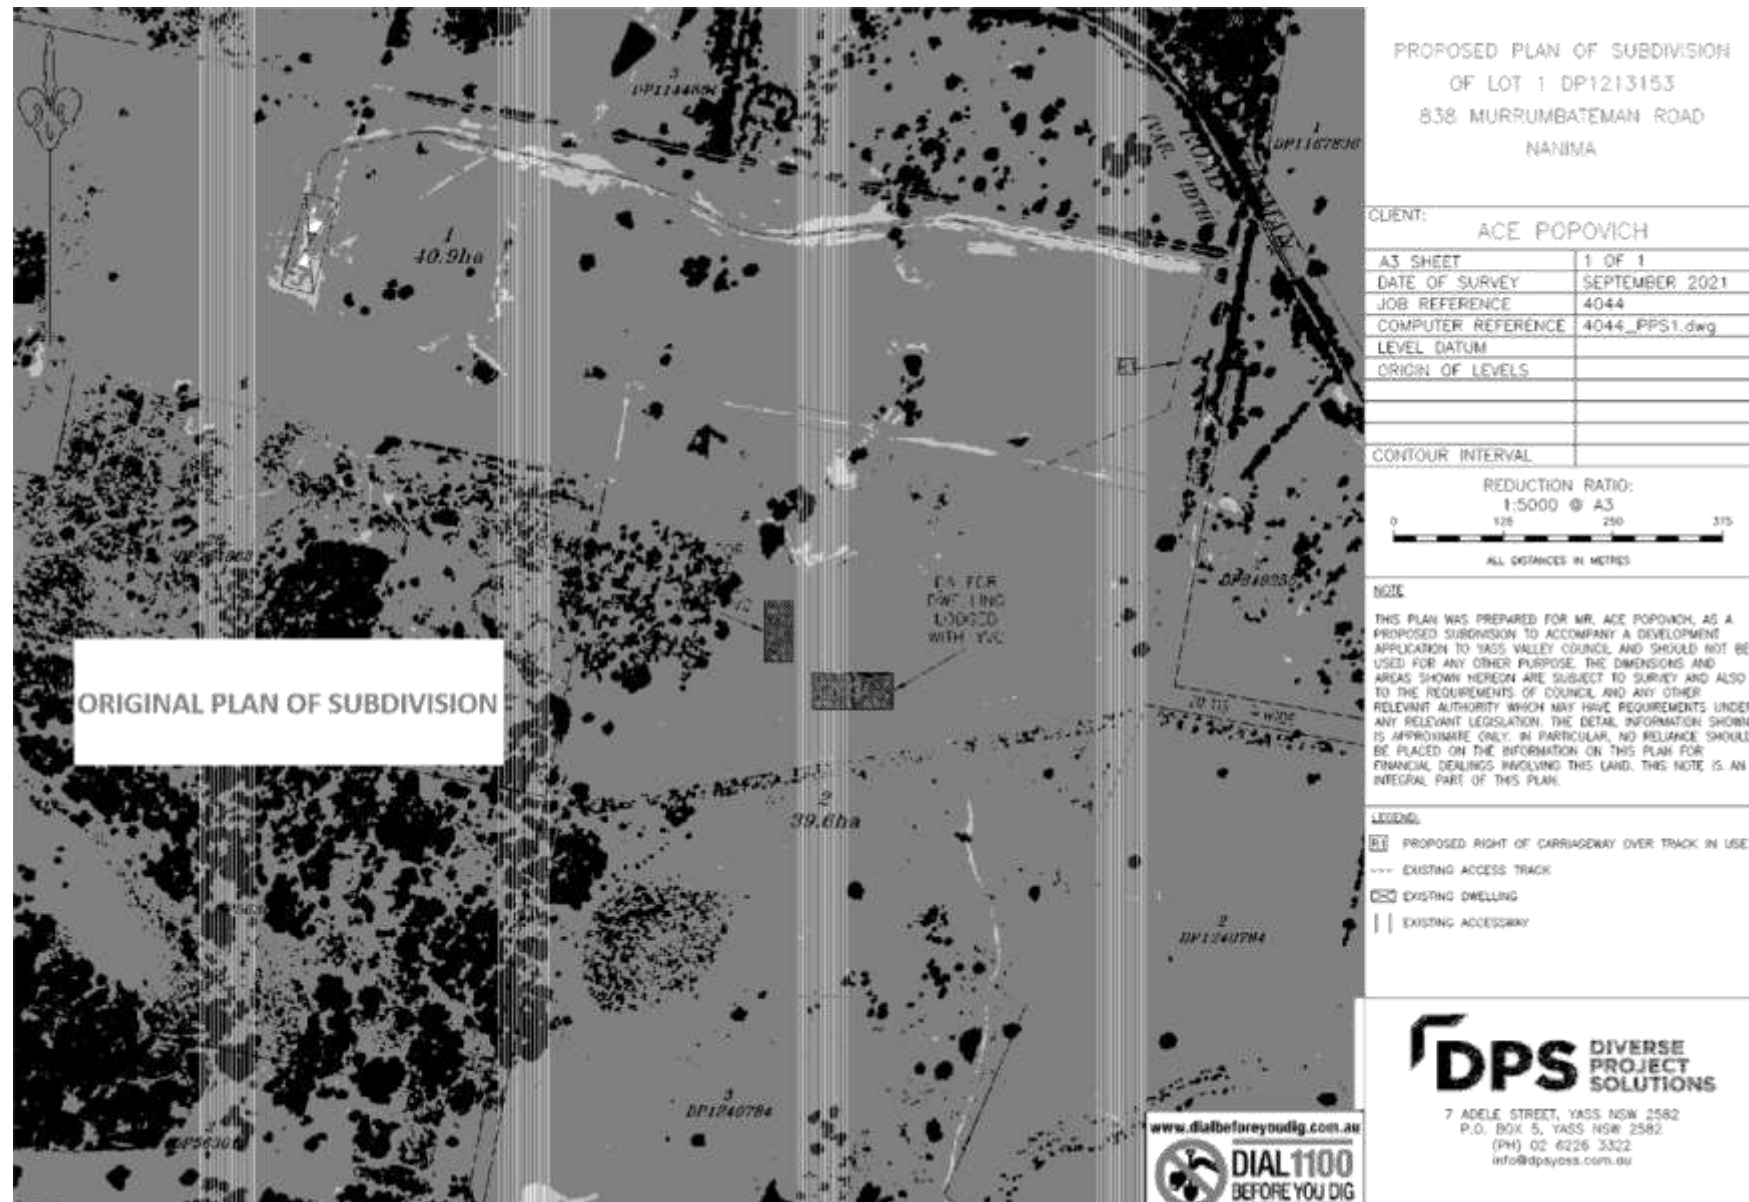 3
1
DP1167806
ROAD
(VAR. WIDTH)
1
40.9ha
R1
DA FOR
DWELLING
LODGED
WITH YVC
ORIGINAL PLAN OF SUBDIVISION
2
39.6ha
2
DP1240784
3
DP1240784
www.dialbeforeyoudig.com.au
DIAL1100
BEFORE YOU DIG
PROPOSED PLAN OF SUBDIVISION
OF LOT 1 DP1213153
838 MURRUMBATEMAN ROAD
NANIMA
CLIENT:
ACE POPOVICH
A3 SHEET 1 OF 1
DATE OF SURVEY SEPTEMBER 2021
JOB REFERENCE 4044
COMPUTER REFERENCE 4044_PPS1.dwg
LEVEL DATUM
ORIGIN OF LEVELS
CONTOUR INTERVAL
REDUCTION RATIO:
1:5000 @ A3
0 125 250 375
ALL DISTANCES IN METRES
NOTE
THIS PLAN WAS PREPARED FOR MR. ACE POPOVICH, AS A
PROPOSED SUBDIVISION TO ACCOMPANY A DEVELOPMENT
APPLICATION TO YASS VALLEY COUNCIL AND SHOULD NOT BE
USED FOR ANY OTHER PURPOSE. THE DIMENSIONS AND
AREAS SHOWN HEREON ARE SUBJECT TO SURVEY AND ALSO
TO THE REQUIREMENTS OF COUNCIL AND ANY OTHER
RELEVANT AUTHORITY WHICH MAY HAVE REQUIREMENTS UNDER
ANY RELEVANT LEGISLATION. THE DETAIL INFORMATION SHOWN
IS APPROXIMATE ONLY. IN PARTICULAR, NO RELIANCE SHOULD
BE PLACED ON THE INFORMATION ON THIS PLAN FOR
FINANCIAL DEALINGS INVOLVING THIS LAND. THIS NOTE IS AN
INTEGRAL PART OF THIS PLAN.
LEGEND:
R1 PROPOSED RIGHT OF CARRIAGEWAY OVER TRACK IN USE
EXISTING ACCESS TRACK
EXISTING DWELLING
EXISTING ACCESSWAY
DPS DIVERSE
PROJECT
SOLUTIONS
7 ADELE STREET, YASS NSW 2582
P.O. BOX 5, YASS NSW 2582
(PH) 02 6226 3322
info@dpsyass.com.au